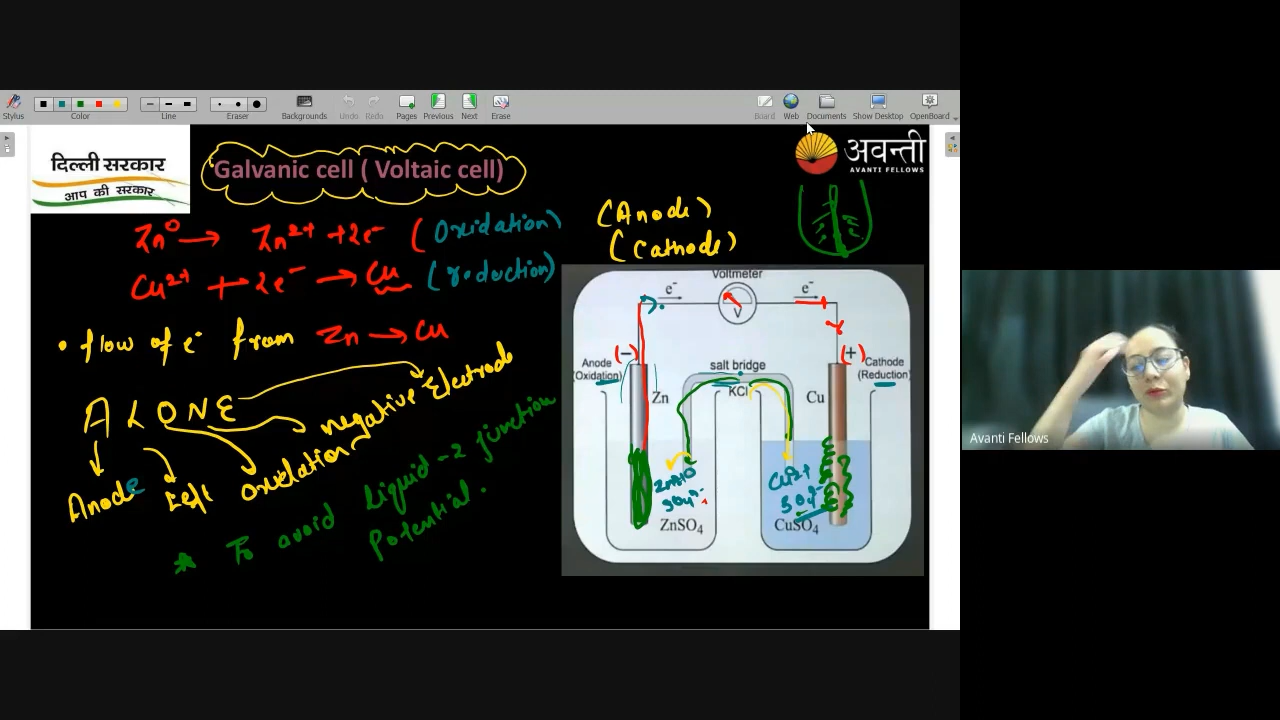 Stylus
Color
Line
Eraser
Backgrounds
Undo
Redo
Pages
Previous
Next
Erase
Board
Web
Documents
Show Desktop
OpenBoard
दिल्ली सरकार
आप की सरकार
Galvanic cell ( Voltaic cell)
अवन्ती
AVANTI FELLOWS
Zn⁰ → Zn²⁺ + 2e⁻ (Oxidation) (Anode)
Cu²⁺ + 2e⁻ → Cu (reduction) (Cathode)
• flow of e⁻ from Zn → Cu
A L O N E
Anode Left Oxidation negative Electrode
* To avoid Liquid-2 junction
Potential.
Voltmeter
e⁻
e⁻
V
(-)
(+)
Anode
(Oxidation)
salt bridge
KCl
Cathode
(Reduction)
Zn
Cu
Cu²⁺
SO₄²⁻
SO₄²⁻
ZnSO₄
CuSO₄
Avanti Fellows